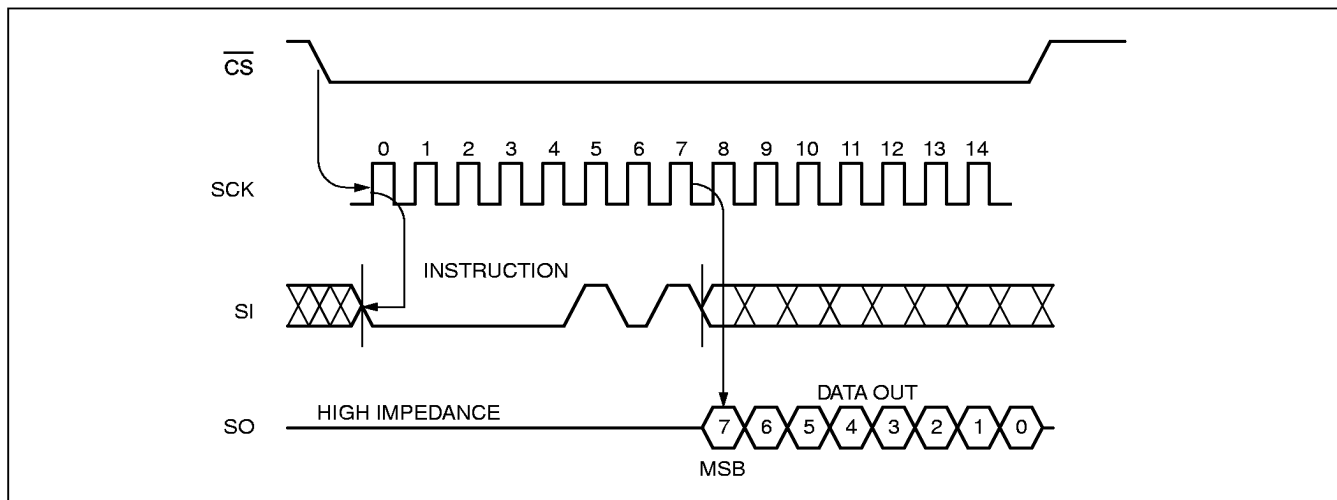 CS
0 1 2 3 4 5 6 7 8 9 10 11 12 13 14
SCK
INSTRUCTION
SI
DATA OUT
HIGH IMPEDANCE
SO
7 6 5 4 3 2 1 0
MSB